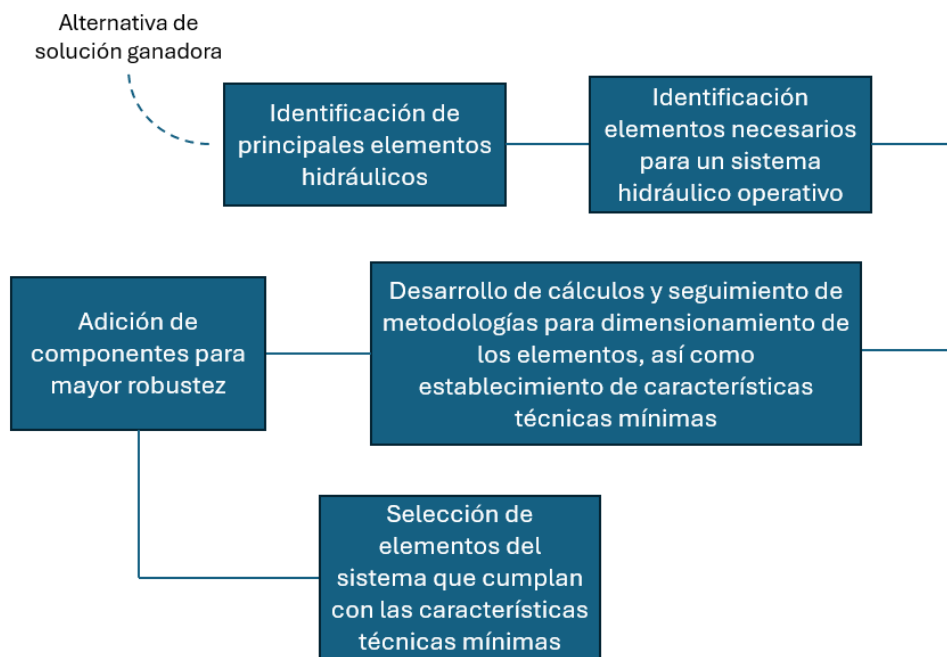 Alternativa de
solución ganadora
Identificación de
principales elementos
hidráulicos
Identificación
elementos necesarios
para un sistema
hidráulico operativo
Adición de
componentes para
mayor robustez
Desarrollo de cálculos y seguimiento de
metodologías para dimensionamiento de
los elementos, así como
establecimiento de características
técnicas mínimas
Selección de
elementos del
sistema que cumplan
con las características
técnicas mínimas